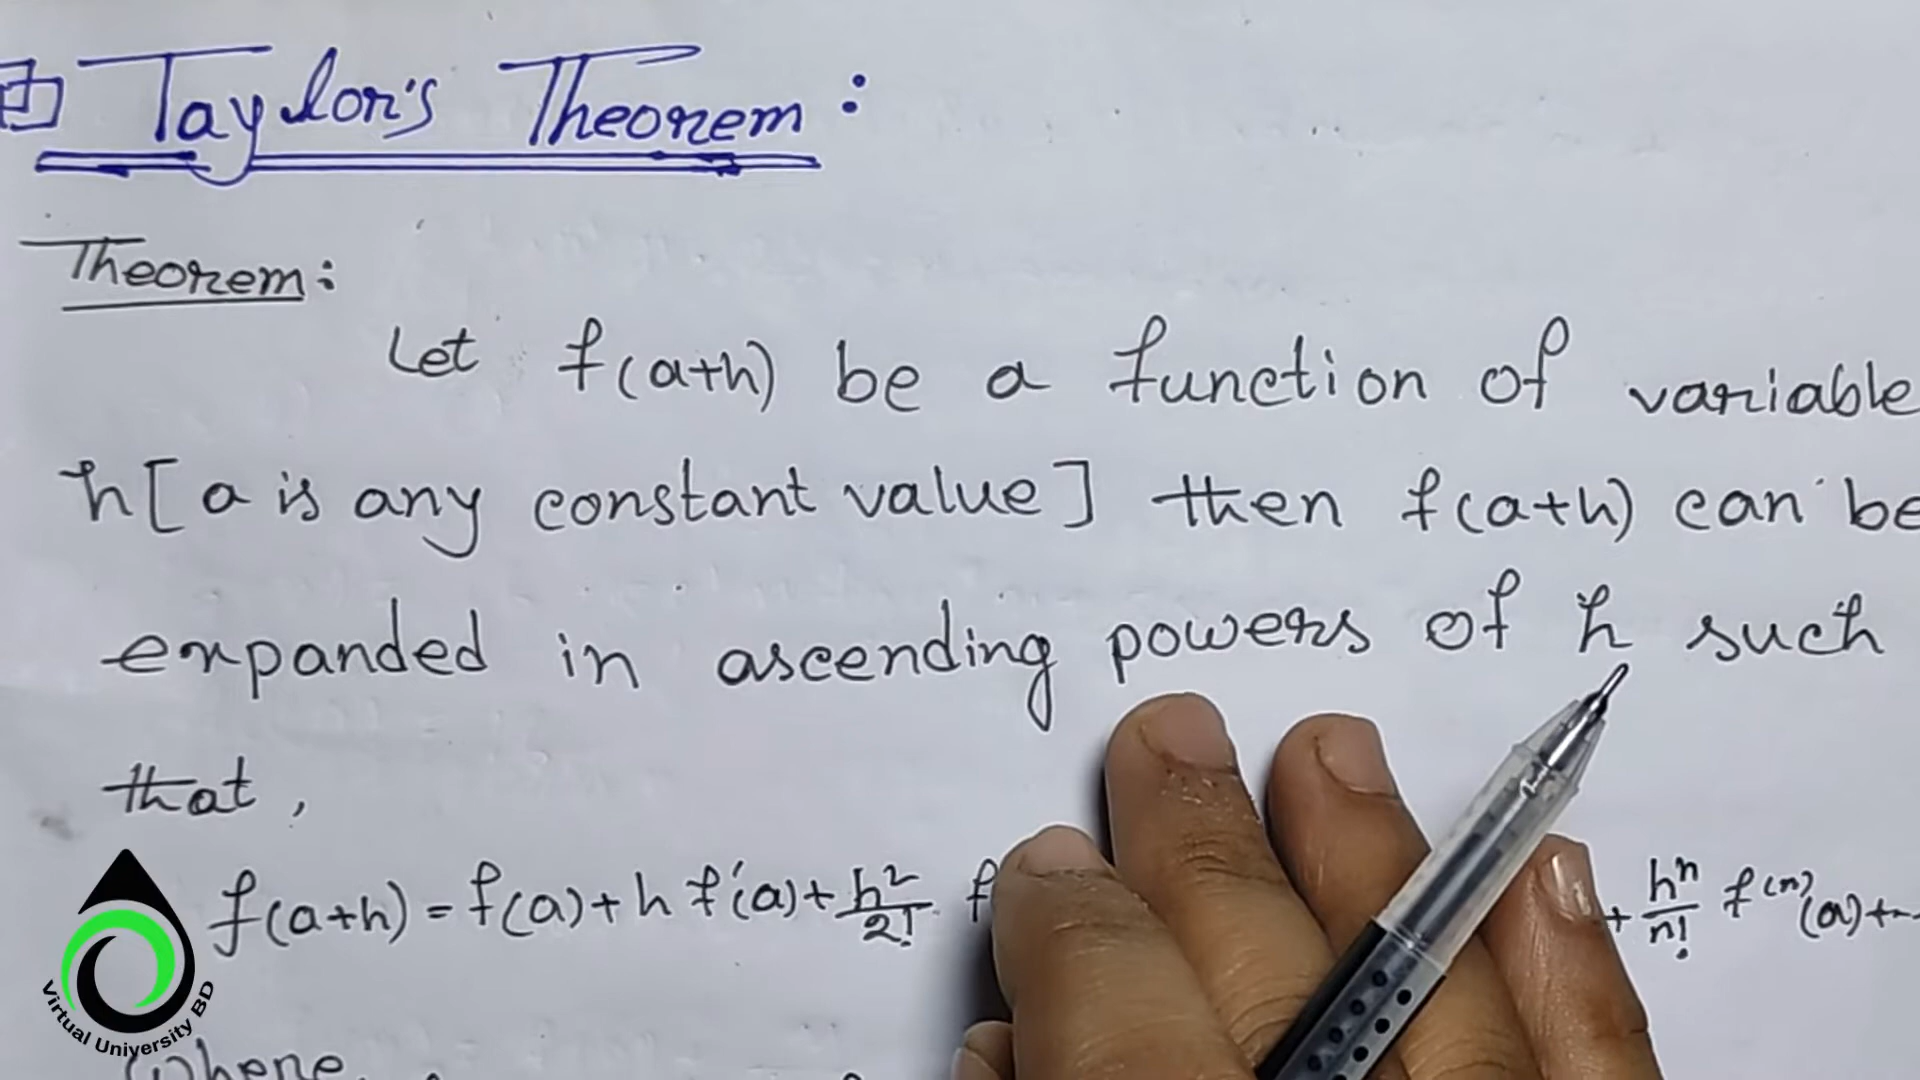 Taylor's Theorem:
Theorem:
Let f(a+h) be a function of variable
h [a is any constant value] then f(a+h) can be
expanded in ascending powers of h such
that,
f(a+h) = f(a) + h f'(a) + h²/2! f + hⁿ/n! f⁽ⁿ⁾(a) + ---
Where
Virtual University BD